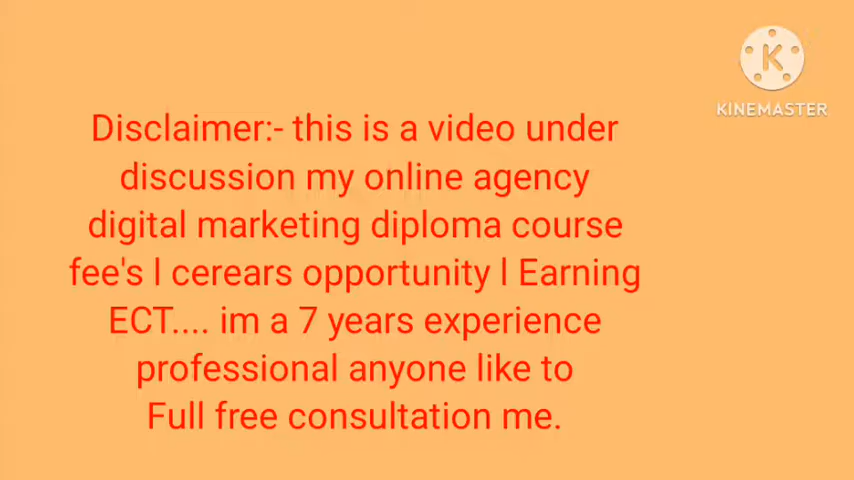 KINEMASTER
Disclaimer:- this is a video under
discussion my online agency
digital marketing diploma course
fee's l cerears opportunity l Earning
ECT.... im a 7 years experience
professional anyone like to
Full free consultation me.